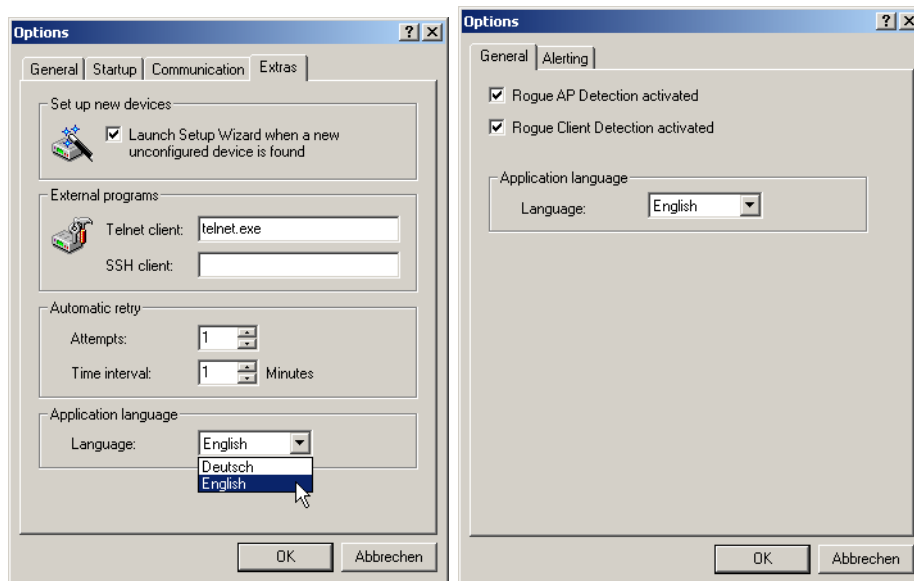 Options
General Startup Communication Extras
Set up new devices
Launch Setup Wizard when a new
unconfigured device is found
External programs
Telnet client: telnet.exe
SSH client:
Automatic retry
Attempts: 1
Time interval: 1 Minutes
Application language
Language: English
Deutsch
English
OK Abbrechen
Options
General Alerting
Rogue AP Detection activated
Rogue Client Detection activated
Application language
Language: English
OK Abbrechen